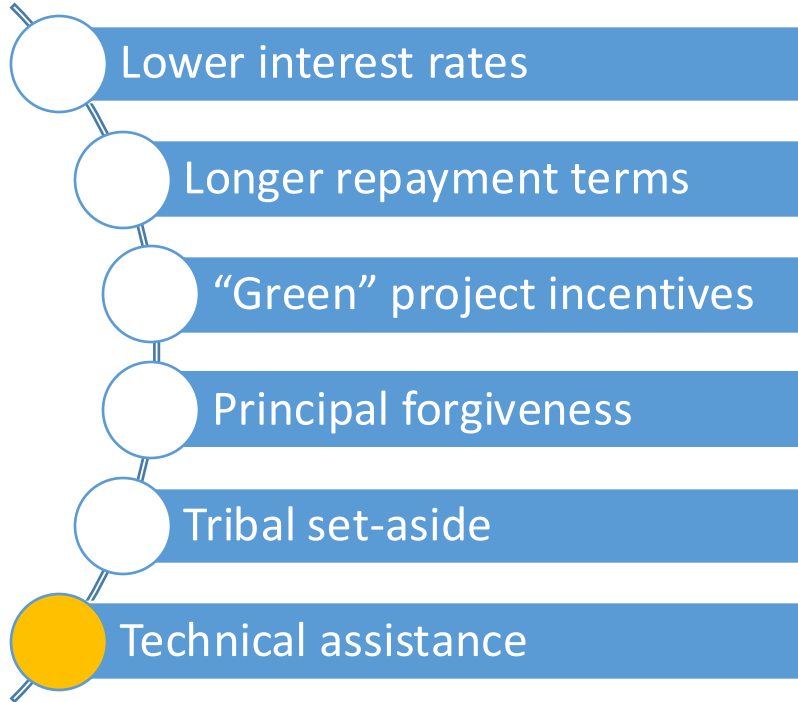 Lower interest rates
Longer repayment terms
“Green” project incentives
Principal forgiveness
Tribal set-aside
Technical assistance